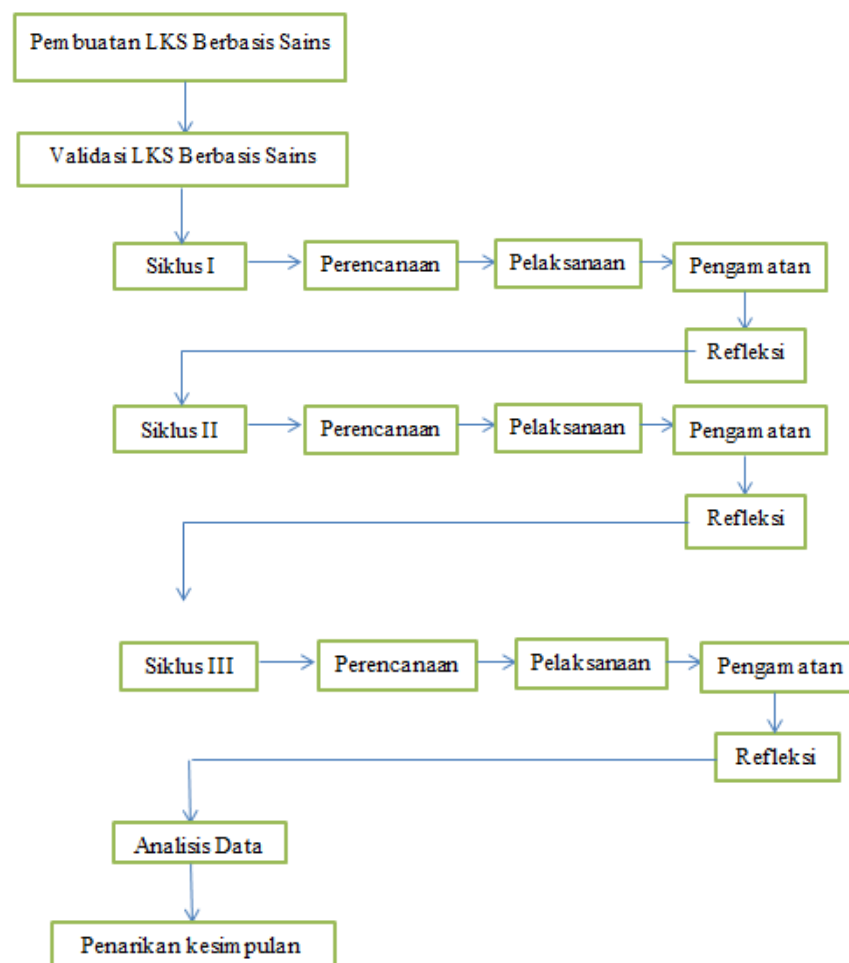 Pembuatan LKS Berbasis Sains
Validasi LKS Berbasis Sains
Siklus I
Perencanaan
Pelaksanaan
Pengamatan
Refleksi
Siklus II
Perencanaan
Pelaksanaan
Pengamatan
Refleksi
Siklus III
Perencanaan
Pelaksanaan
Pengamatan
Refleksi
Analisis Data
Penarikan kesimpulan